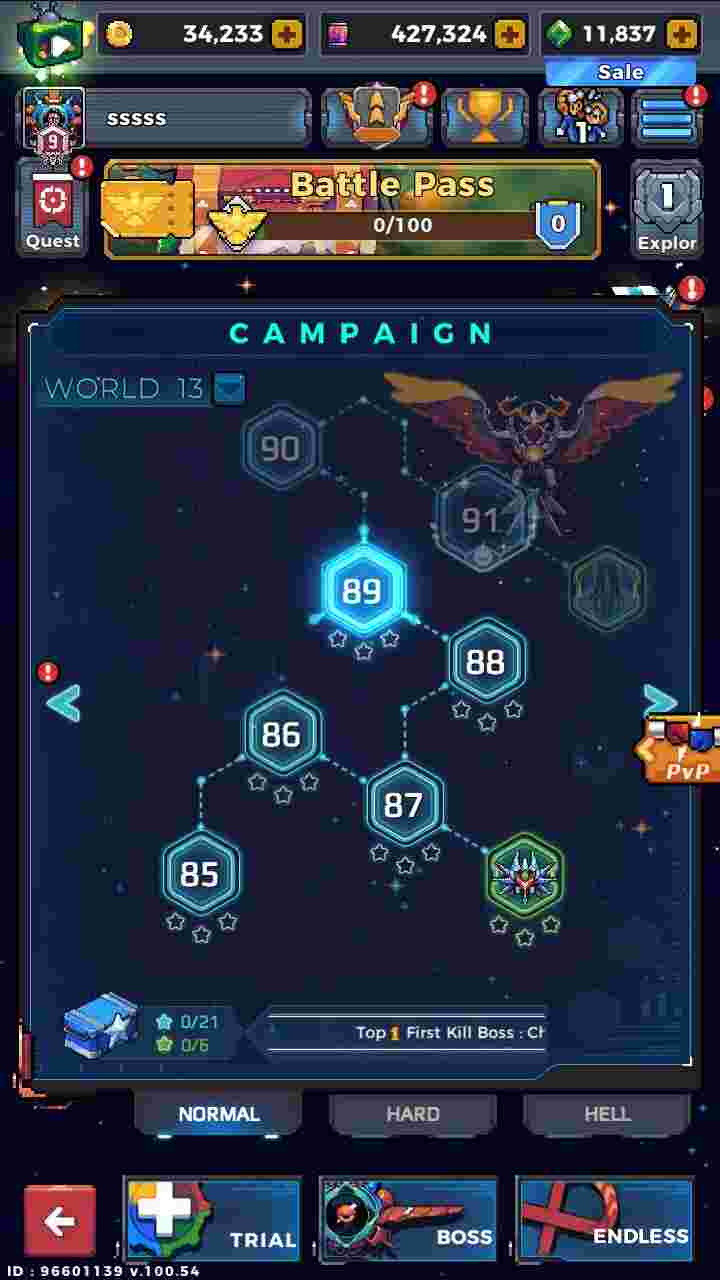 34,233
427,324
11,837
Sale
sssss
9
1
Quest
Battle Pass
0/100
0
1
Explor
CAMPAIGN
WORLD 13
90
91
89
88
86
87
85
PvP
0/21
0/6
Top 1 First Kill Boss : Ch
NORMAL
HARD
HELL
TRIAL
BOSS
ENDLESS
ID : 96601139 v.100.54